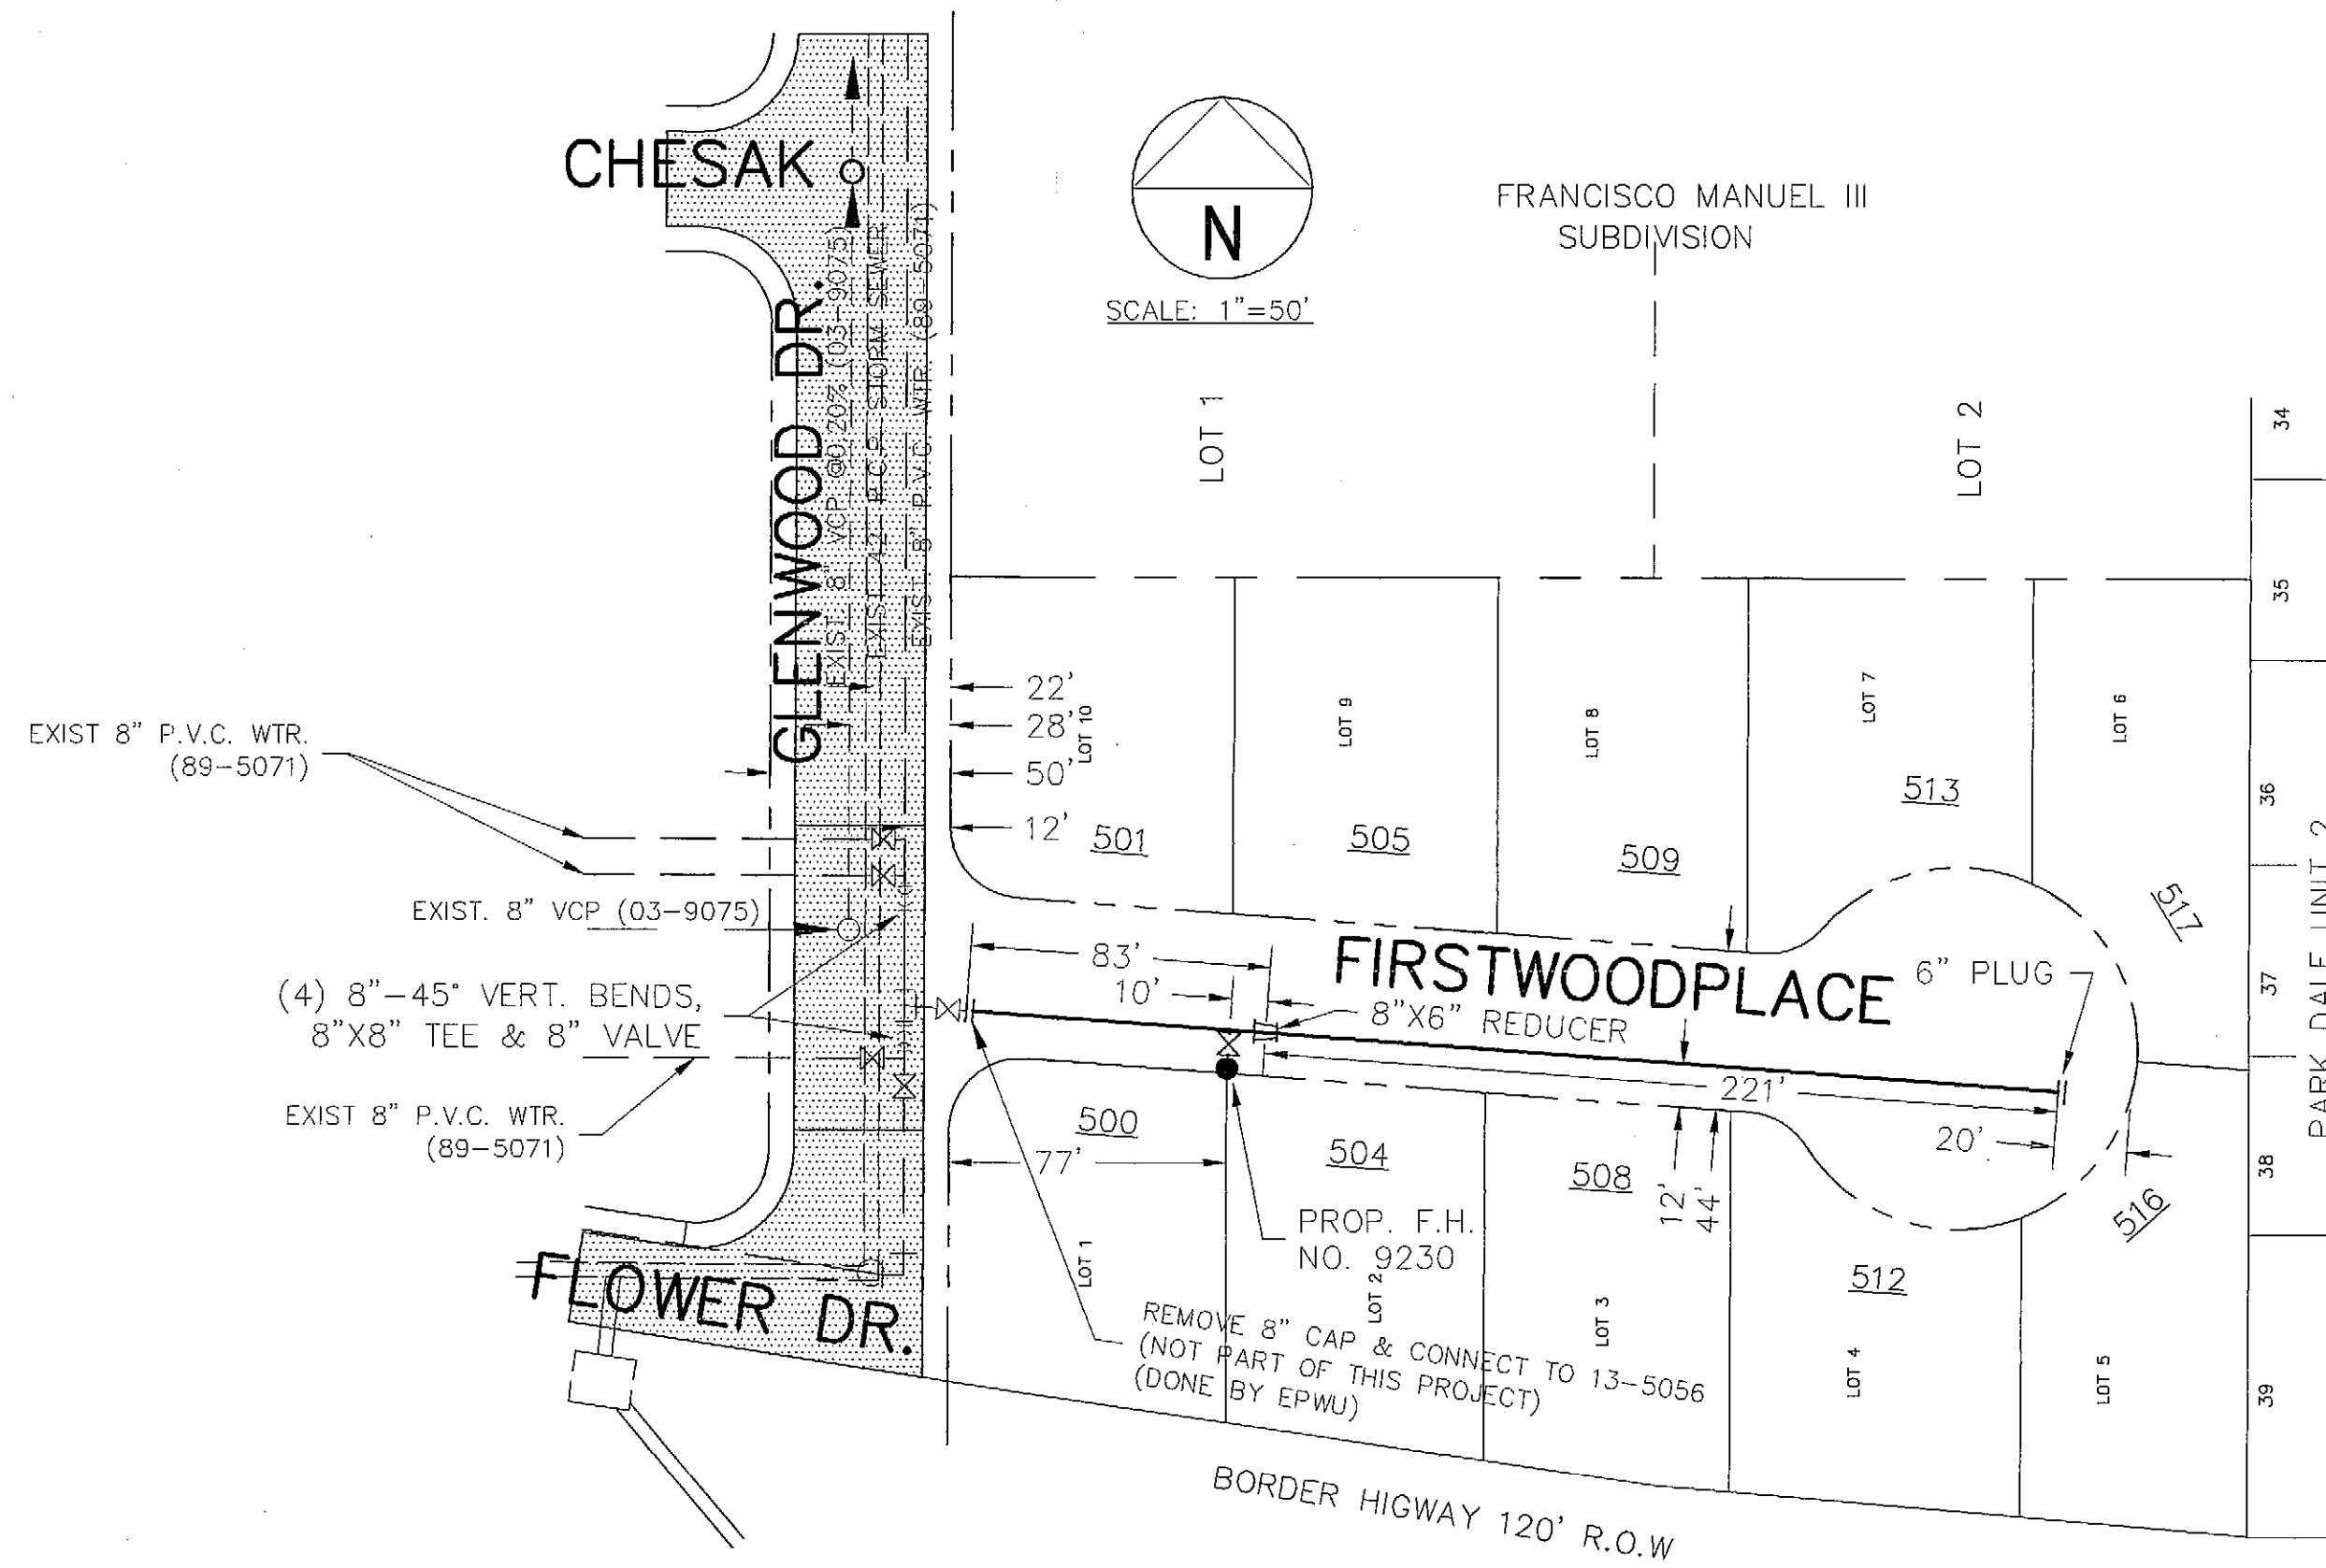 CHESAK
N
SCALE: 1"=50'
FRANCISCO MANUEL III
SUBDIVISION
GLENWOOD DR.
EXIST. 8" VCP @0.20% (03-9075)
EXIST. 42" R.C.P. STORM SEWER
EXIST. 8" P.V.C. WTR. (89-5071)
LOT 1
LOT 2
34
35
36
37
38
39
PARK DALE UNIT 2
22'
28'
50'
12'
LOT 10
LOT 9
LOT 8
LOT 7
LOT 6
501
505
509
513
517
EXIST 8" P.V.C. WTR.
(89-5071)
EXIST. 8" VCP (03-9075)
(4) 8"-45° VERT. BENDS,
8"X8" TEE & 8" VALVE
EXIST 8" P.V.C. WTR.
(89-5071)
83'
10'
FIRSTWOODPLACE
8"X6" REDUCER
6" PLUG
221'
20'
12'
44'
77'
500
504
508
512
516
PROP. F.H.
NO. 9230
LOT 1
LOT 2
LOT 3
LOT 4
LOT 5
REMOVE 8" CAP & CONNECT TO 13-5056
(NOT PART OF THIS PROJECT)
(DONE BY EPWU)
FLOWER DR.
BORDER HIGWAY 120' R.O.W